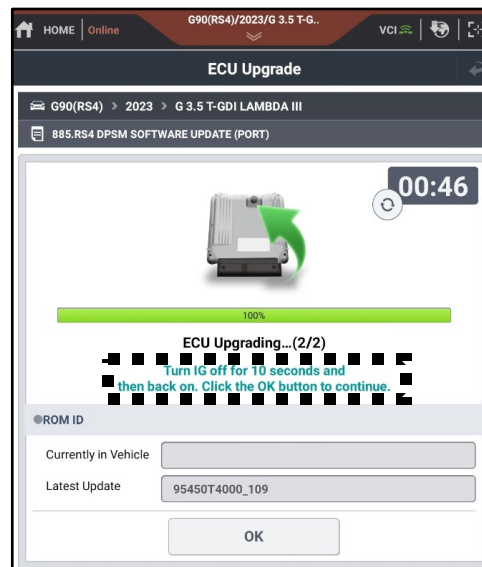 HOME Online
G90(RS4)/2023/G 3.5 T-G..
VCI
ECU Upgrade
G90(RS4) > 2023 > G 3.5 T-GDI LAMBDA III
885.RS4 DPSM SOFTWARE UPDATE (PORT)
00:46
100%
ECU Upgrading...(2/2)
Turn IG off for 10 seconds and
then back on. Click the OK button to continue.
ROM ID
Currently in Vehicle
Latest Update 95450T4000_109
OK